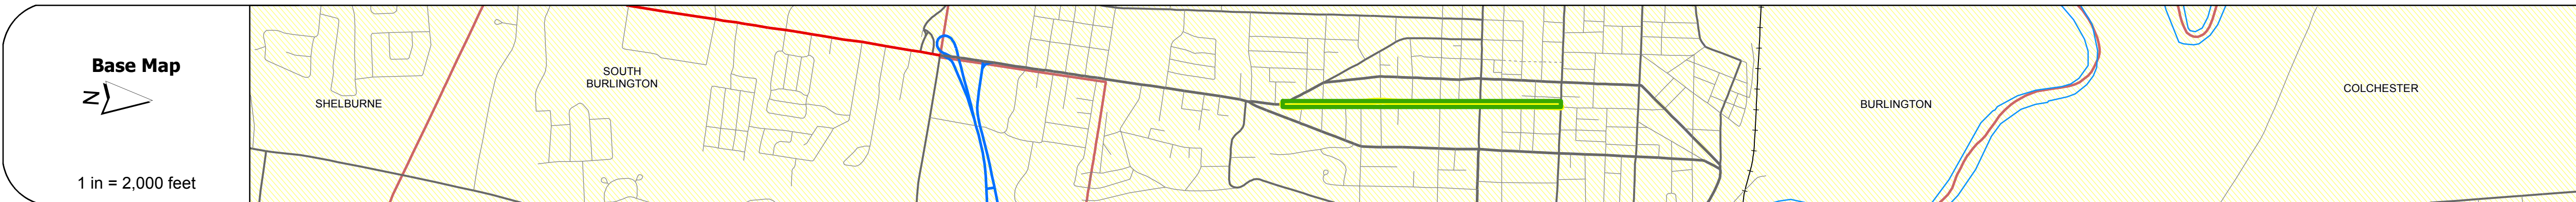 Base Map
N
1 in = 2,000 feet
SHELBURNE
SOUTH
BURLINGTON
BURLINGTON
COLCHESTER